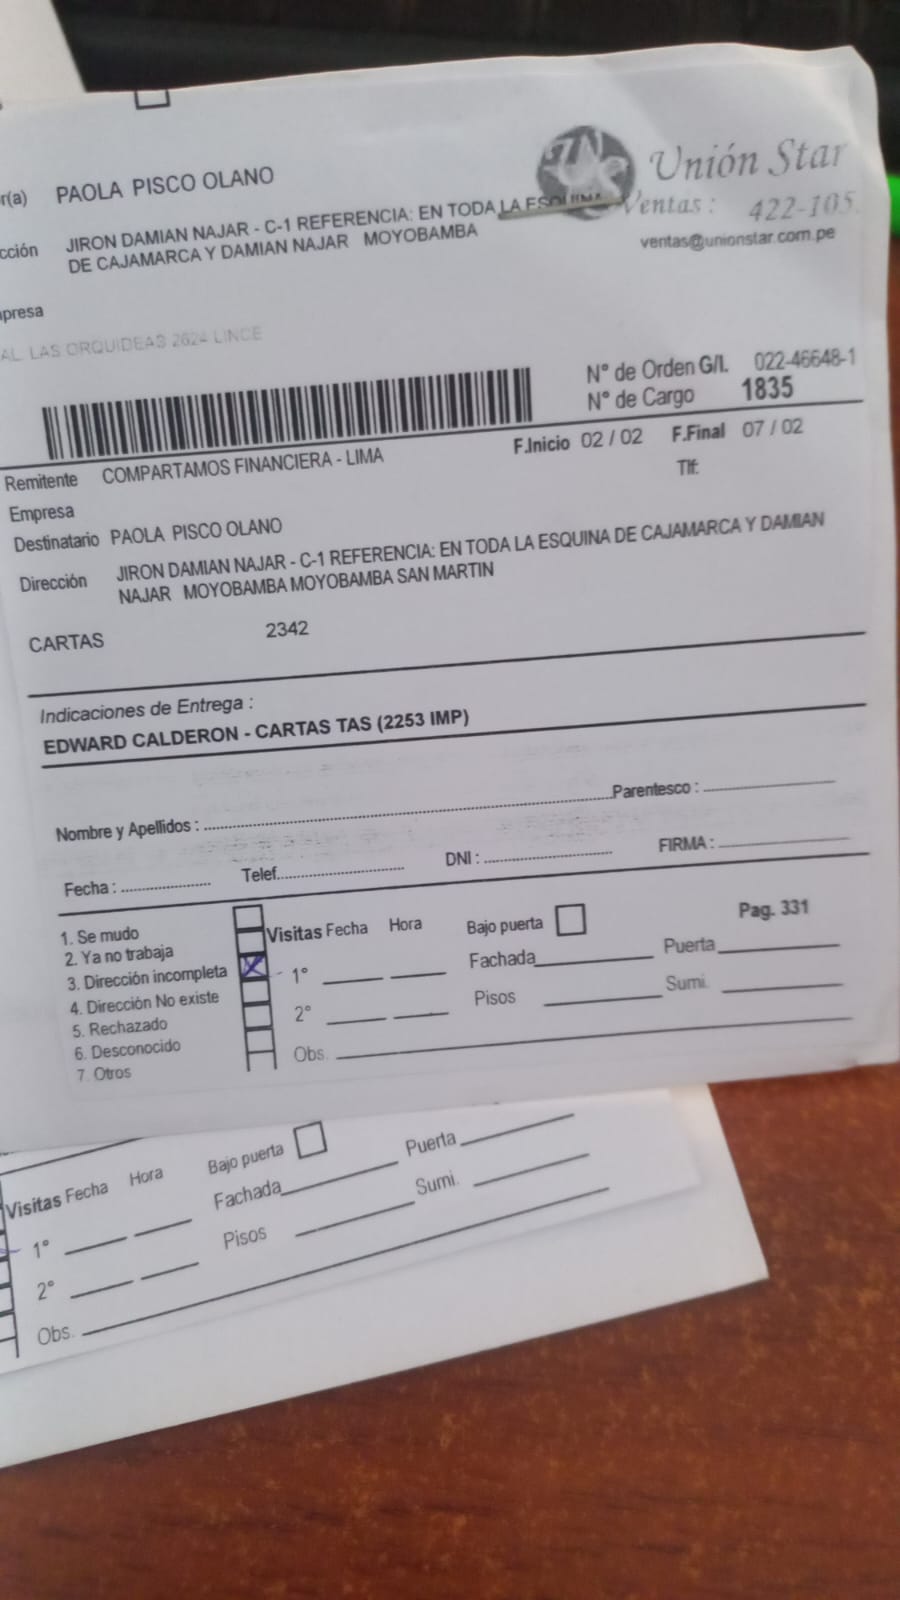 r(a) PAOLA PISCO OLANO
Unión Star
Ventas: 422-105
ventas@unionstar.com.pe
cción JIRON DAMIAN NAJAR - C-1 REFERENCIA: EN TODA LA ESQUINA
DE CAJAMARCA Y DAMIAN NAJAR MOYOBAMBA
presa
AL. LAS ORQUIDEAS 2624 LINCE
N° de Orden G/I. 022-46648-1
N° de Cargo 1835
F.Inicio 02 / 02 F.Final 07 / 02
Remitente COMPARTAMOS FINANCIERA - LIMA
Tlf:
Empresa
Destinatario PAOLA PISCO OLANO
Dirección JIRON DAMIAN NAJAR - C-1 REFERENCIA: EN TODA LA ESQUINA DE CAJAMARCA Y DAMIAN
NAJAR MOYOBAMBA MOYOBAMBA SAN MARTIN
CARTAS 2342
Indicaciones de Entrega :
EDWARD CALDERON - CARTAS TAS (2253 IMP)
Nombre y Apellidos : Parentesco :
Fecha : Telef. DNI : FIRMA :
1. Se mudo
2. Ya no trabaja
3. Dirección incompleta X
4. Dirección No existe
5. Rechazado
6. Desconocido
7. Otros
Visitas Fecha Hora Bajo puerta Pag. 331
1° Fachada Puerta
2° Pisos Sumi.
Obs.
Visitas Fecha Hora Bajo puerta Puerta
1° Fachada Sumi.
2° Pisos
Obs.